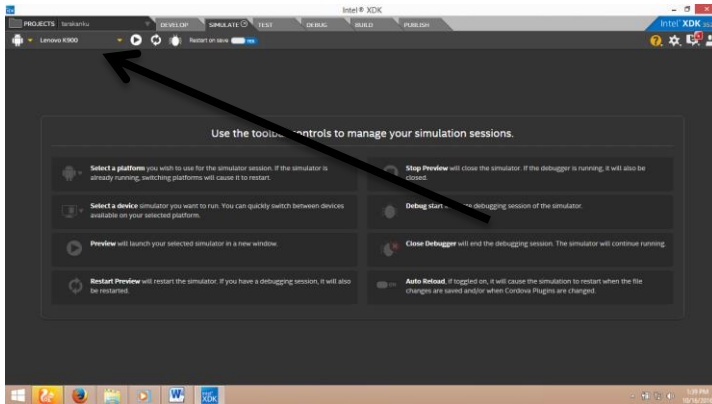 Intel® XDK
PROJECTS tarakanku DEVELOP SIMULATE TEST DEBUG BUILD PUBLISH Intel® XDK
Lenovo K900 Restart on save YES
Use the toolbar controls to manage your simulation sessions.
Select a platform you wish to use for the simulator session. If the simulator is
already running, switching platforms will cause it to restart.
Stop Preview will close the simulator. If the debugger is running, it will also be
closed.
Select a device simulator you want to run. You can quickly switch between devices
available on your selected platform.
Debug start debugging session of the simulator.
Preview will launch your selected simulator in a new window.
Close Debugger will end the debugging session. The simulator will continue running.
Restart Preview will restart the simulator. If you have a debugging session, it will also
be restarted.
Auto Reload, if toggled on, it will cause the simulation to restart when the file
changes are saved and/or when Cordova Plugins are changed.
XDK
1:39 PM